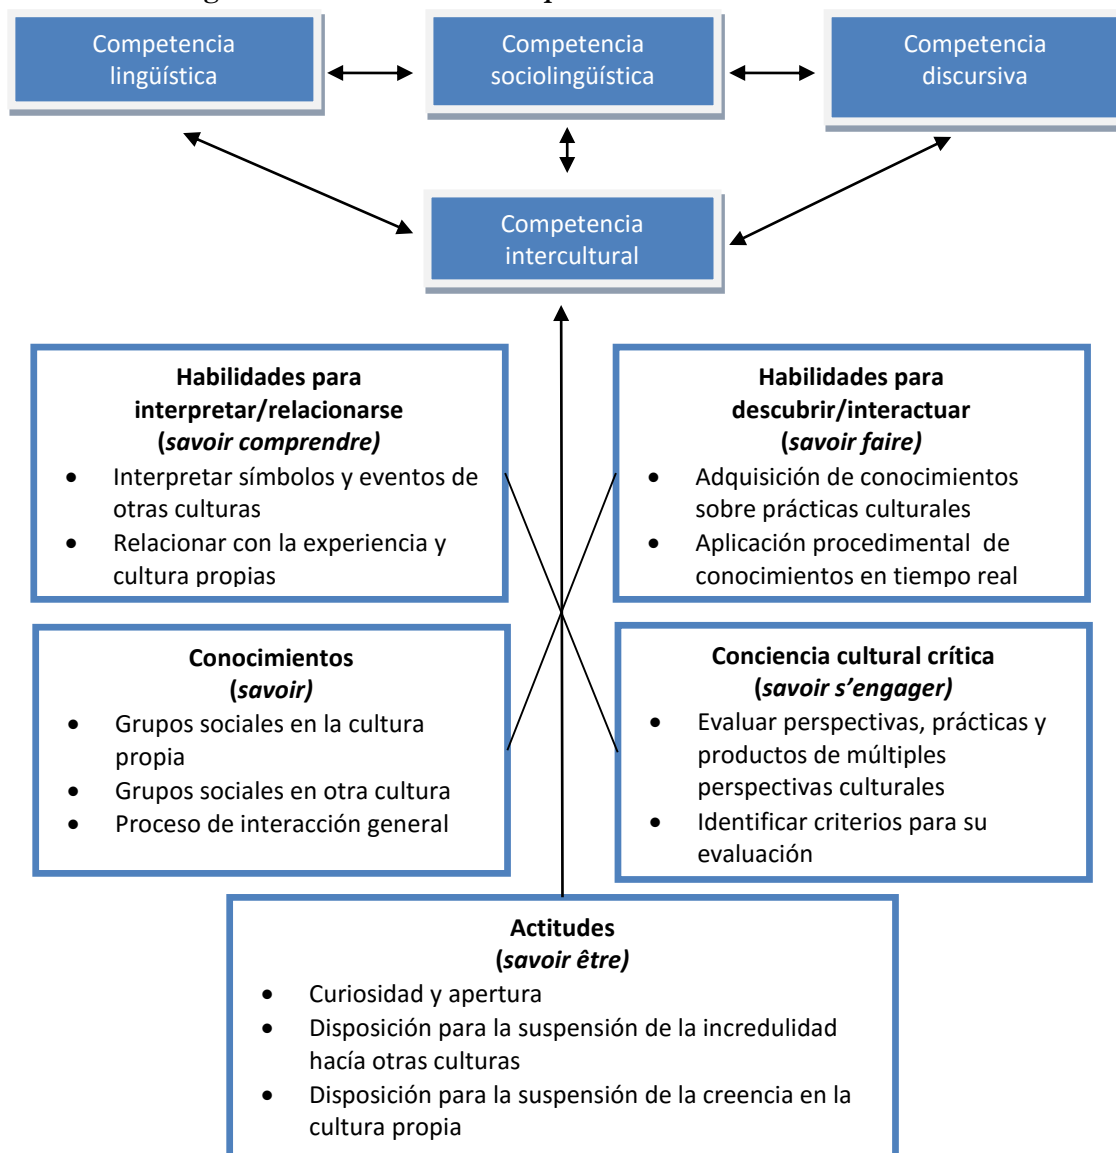 Competencia
lingüística
Competencia
sociolingüística
Competencia
discursiva
Competencia
intercultural
Habilidades para
interpretar/relacionarse
(savoir comprendre)
• Interpretar símbolos y eventos de
otras culturas
• Relacionar con la experiencia y
cultura propias
Habilidades para
descubrir/interactuar
(savoir faire)
• Adquisición de conocimientos
sobre prácticas culturales
• Aplicación procedimental de
conocimientos en tiempo real
Conocimientos
(savoir)
• Grupos sociales en la cultura
propia
• Grupos sociales en otra cultura
• Proceso de interacción general
Conciencia cultural crítica
(savoir s’engager)
• Evaluar perspectivas, prácticas y
productos de múltiples
perspectivas culturales
• Identificar criterios para su
evaluación
Actitudes
(savoir être)
• Curiosidad y apertura
• Disposición para la suspensión de la incredulidad
hacía otras culturas
• Disposición para la suspensión de la creencia en la
cultura propia